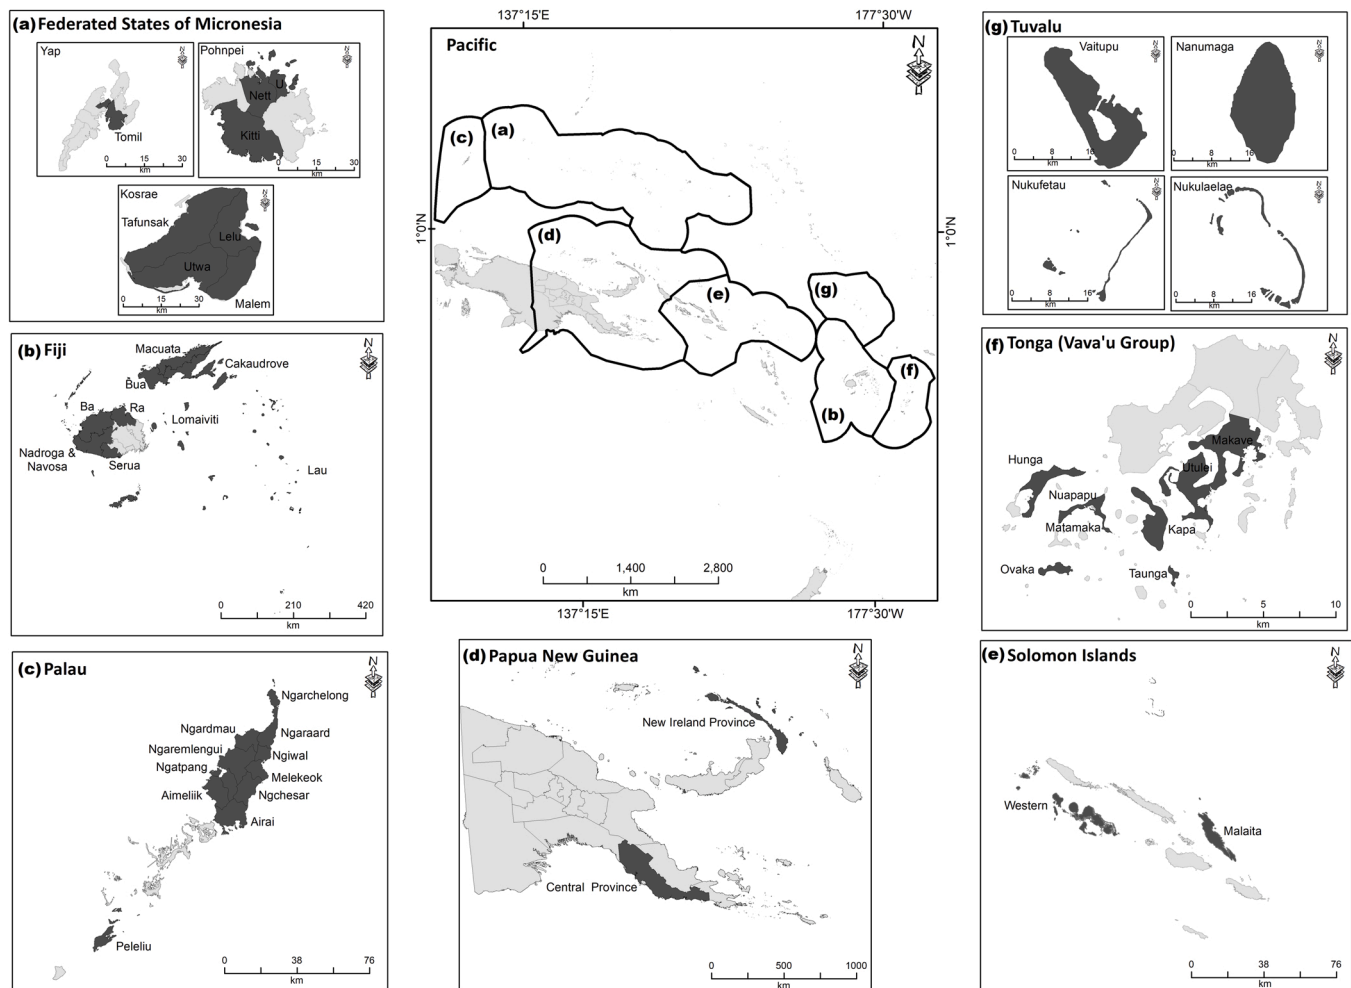 (a) Federated States of Micronesia
Yap
N
Tomil
0 15 30
km
Pohnpei
N
U
Nett
Kitti
0 15 30
km
Kosrae
N
Tafunsak
Lelu
Utwa
Malem
0 15 30
km
137°15'E 177°30'W
Pacific
N
(c) (a)
(d)
(e)
(g)
(f)
(b)
1°0'N 1°0'N
0 1,400 2,800
km
137°15'E 177°30'W
(g) Tuvalu
Vaitupu
N
0 8 16
km
Nanumaga
N
0 8 16
km
Nukufetau
N
0 8 16
km
Nukulaelae
N
0 8 16
km
(b) Fiji
N
Macuata
Cakaudrove
Bua
Ba Ra
Lomaiviti
Nadroga &
Navosa
Serua
Lau
0 210 420
km
(f) Tonga (Vava'u Group)
N
Makave
Hunga
Utulei
Nuapapu
Matamaka
Kapa
Ovaka
Taunga
0 5 10
km
(c) Palau
N
Ngarchelong
Ngardmau
Ngaraard
Ngaremlengui
Ngiwal
Ngatpang
Melekeok
Aimeliik
Ngchesar
Airai
Peleliu
0 38 76
km
(d) Papua New Guinea
N
New Ireland Province
Central Province
0 500 1000
km
(e) Solomon Islands
N
Western
Malaita
0 38 76
km